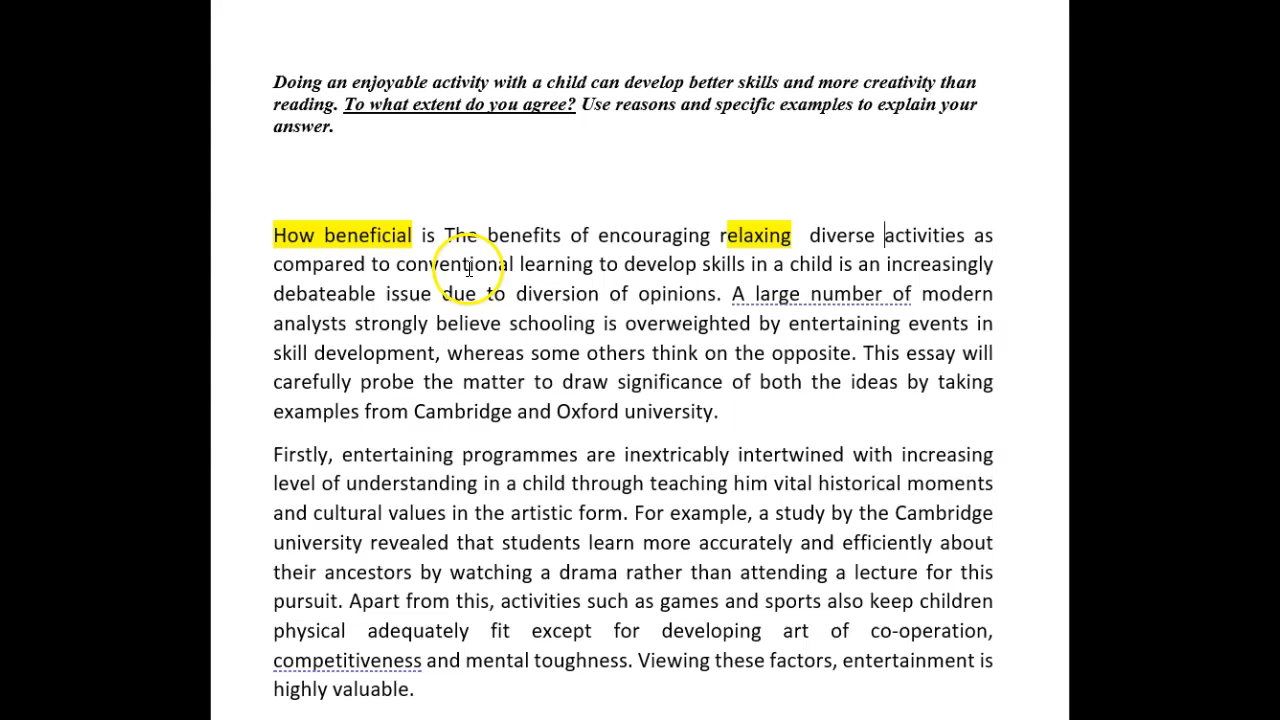 Doing an enjoyable activity with a child can develop better skills and more creativity than
reading. To what extent do you agree? Use reasons and specific examples to explain your
answer.
How beneficial is The benefits of encouraging relaxing diverse activities as
compared to conventional learning to develop skills in a child is an increasingly
debateable issue due to diversion of opinions. A large number of modern
analysts strongly believe schooling is overweighted by entertaining events in
skill development, whereas some others think on the opposite. This essay will
carefully probe the matter to draw significance of both the ideas by taking
examples from Cambridge and Oxford university.
Firstly, entertaining programmes are inextricably intertwined with increasing
level of understanding in a child through teaching him vital historical moments
and cultural values in the artistic form. For example, a study by the Cambridge
university revealed that students learn more accurately and efficiently about
their ancestors by watching a drama rather than attending a lecture for this
pursuit. Apart from this, activities such as games and sports also keep children
physical adequately fit except for developing art of co-operation,
competitiveness and mental toughness. Viewing these factors, entertainment is
highly valuable.